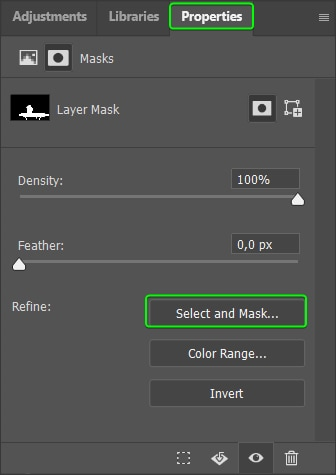 Adjustments Libraries Properties
Masks
Layer Mask
Density: 100%
Feather: 0,0 px
Refine: Select and Mask...
Color Range...
Invert